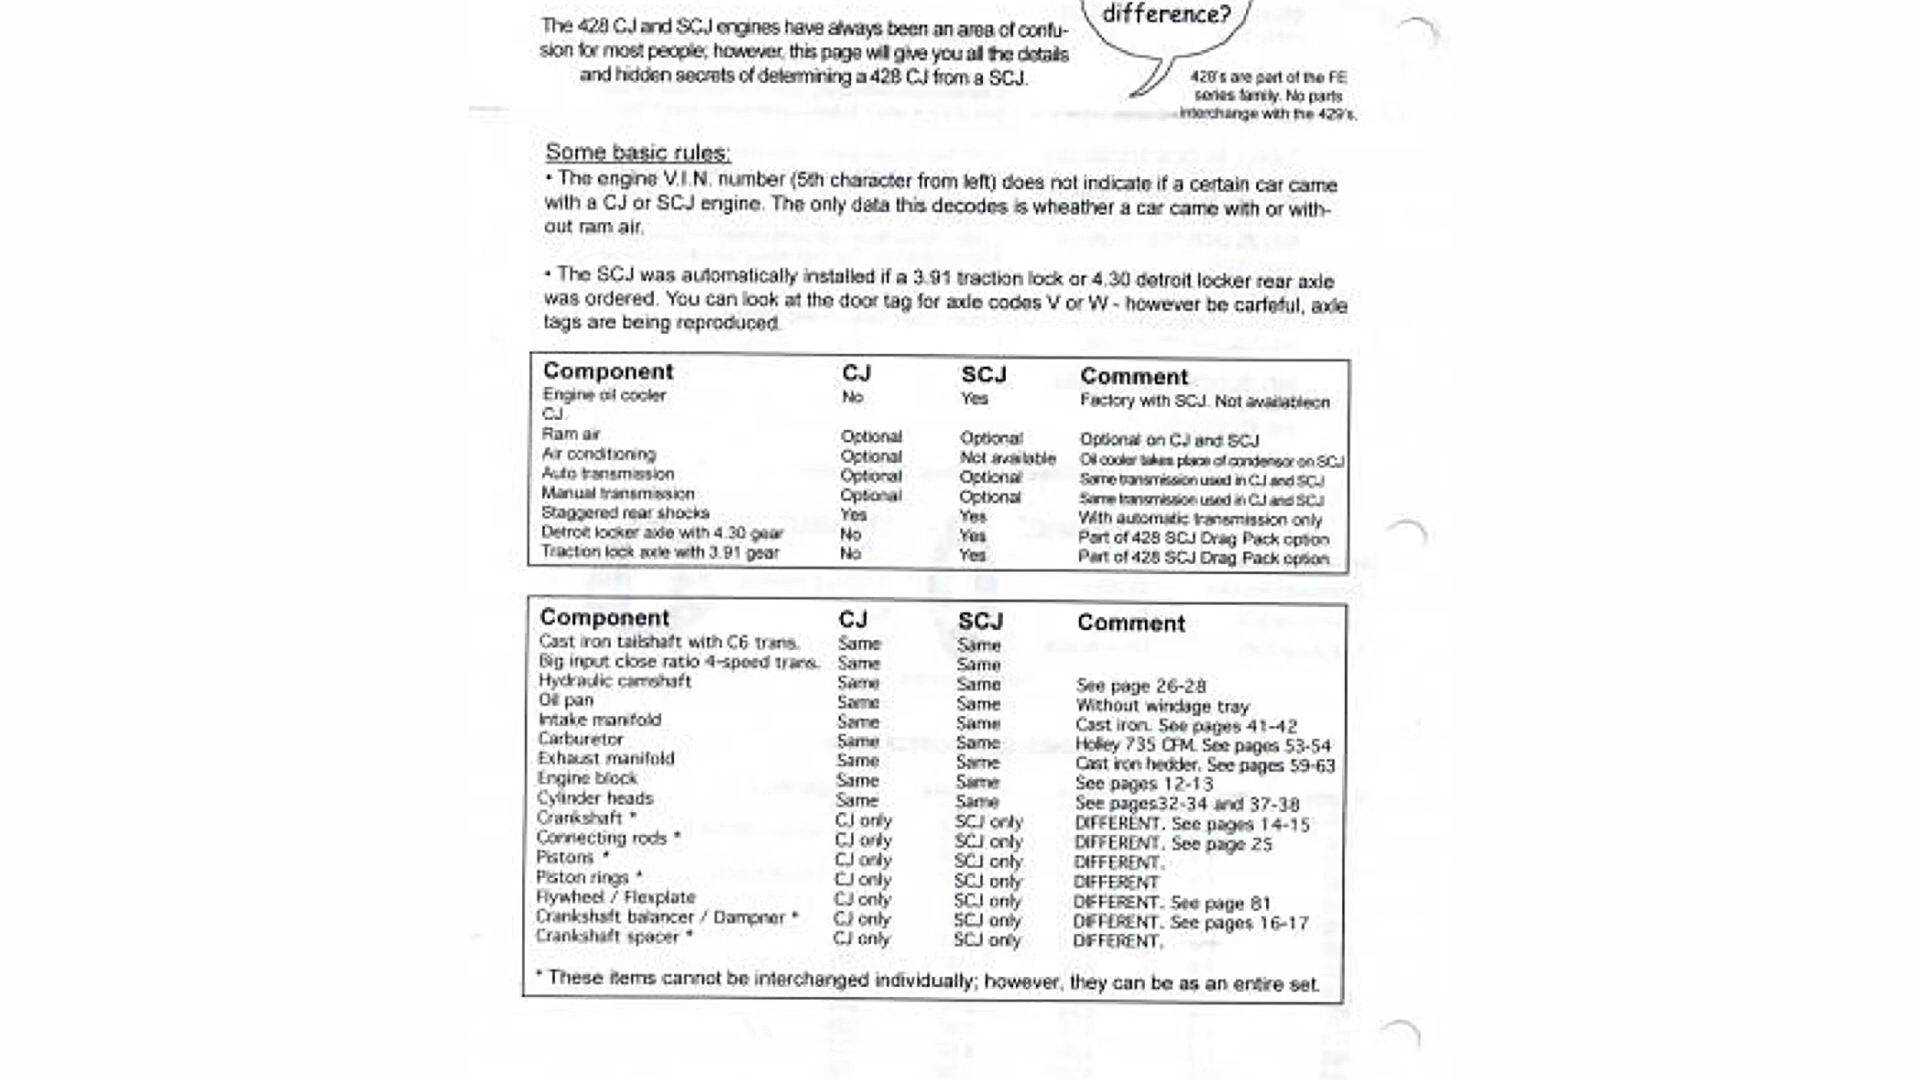 difference?
The 428 CJ and SCJ engines have always been an area of confu-
sion for most people; however, this page will give you all the details
and hidden secrets of determining a 428 CJ from a SCJ.
428's are part of the FE
series family. No parts
interchange with the 429's.
Some basic rules:
• The engine V.I.N. number (5th character from left) does not indicate if a certain car came
with a CJ or SCJ engine. The only data this decodes is wheather a car came with or with-
out ram air.
• The SCJ was automatically installed if a 3.91 traction lock or 4.30 detroit locker rear axle
was ordered. You can look at the door tag for axle codes V or W - however be carfeful, axle
tags are being reproduced.
Component CJ SCJ Comment
Engine oil cooler No Yes Factory with SCJ. Not availableon
CJ.
Ram air Optional Optional Optional on CJ and SCJ
Air conditioning Optional Not available Oil cooler takes place of condensor on SCJ
Auto transmission Optional Optional Same transmission used in CJ and SCJ
Manual transmission Optional Optional Same transmission used in CJ and SCJ
Staggered rear shocks Yes Yes With automatic transmission only
Detroit locker axle with 4.30 gear No Yes Part of 428 SCJ Drag Pack option
Traction lock axle with 3.91 gear No Yes Part of 428 SCJ Drag Pack option.
Component CJ SCJ Comment
Cast iron tailshaft with C6 trans. Same Same
Big input close ratio 4-speed trans. Same Same
Hydraulic camshaft Same Same See page 26-28
Oil pan Same Same Without windage tray
Intake manifold Same Same Cast iron. See pages 41-42
Carburetor Same Same Holley 735 CFM. See pages 53-54
Exhaust manifold Same Same Cast iron hedder. See pages 59-63
Engine block Same Same See pages 12-13
Cylinder heads Same Same See pages32-34 and 37-38
Crankshaft * CJ only SCJ only DIFFERENT. See pages 14-15
Connecting rods * CJ only SCJ only DIFFERENT. See page 25
Pistons * CJ only SCJ only DIFFERENT.
Piston rings * CJ only SCJ only DIFFERENT
Flywheel / Flexplate CJ only SCJ only DIFFERENT. See page 81
Crankshaft balancer / Dampner * CJ only SCJ only DIFFERENT. See pages 16-17
Crankshaft spacer * CJ only SCJ only DIFFERENT.
* These items cannot be interchanged individually; however, they can be as an entire set.